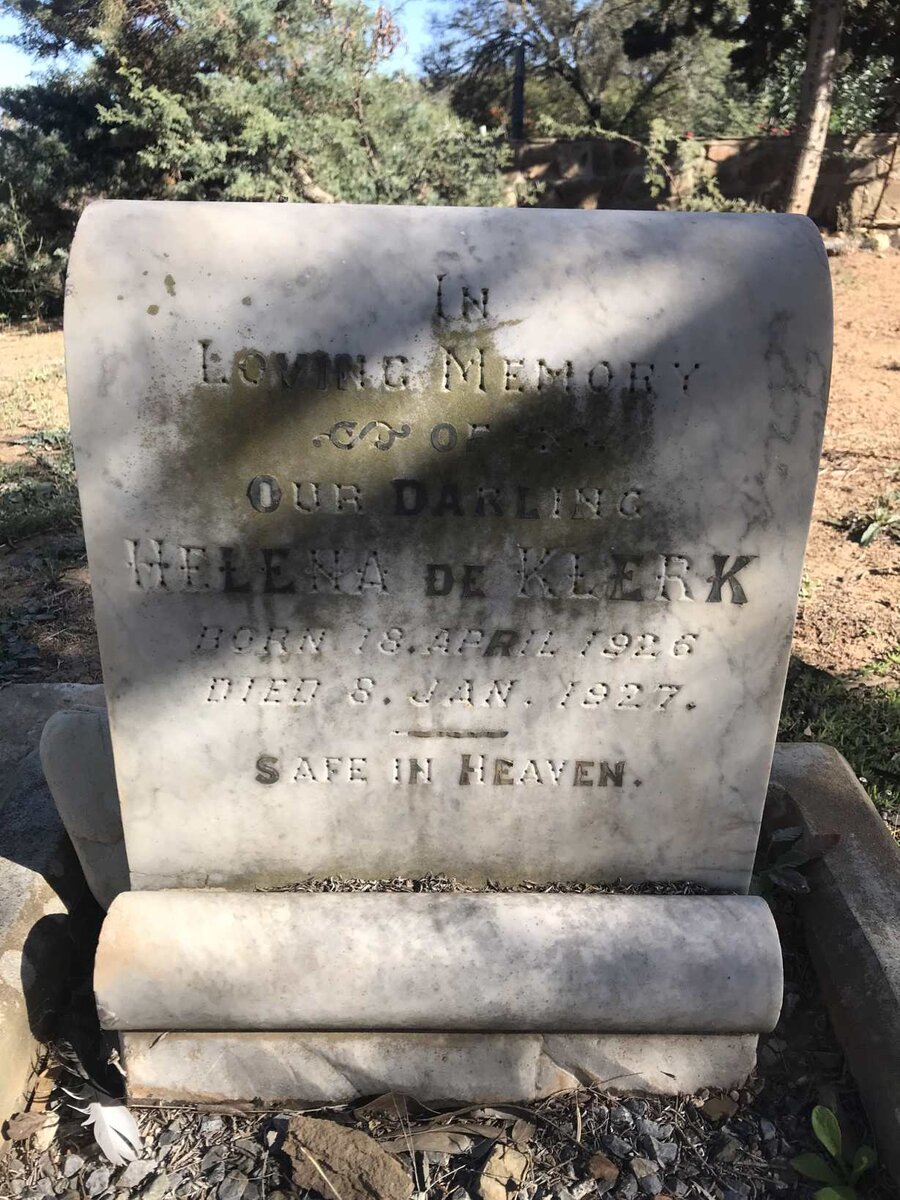 In
Loving Memory
of
Our Darling
Helena de Klerk
Born 18. April 1926
Died 8. Jan. 1927.
Safe in Heaven.